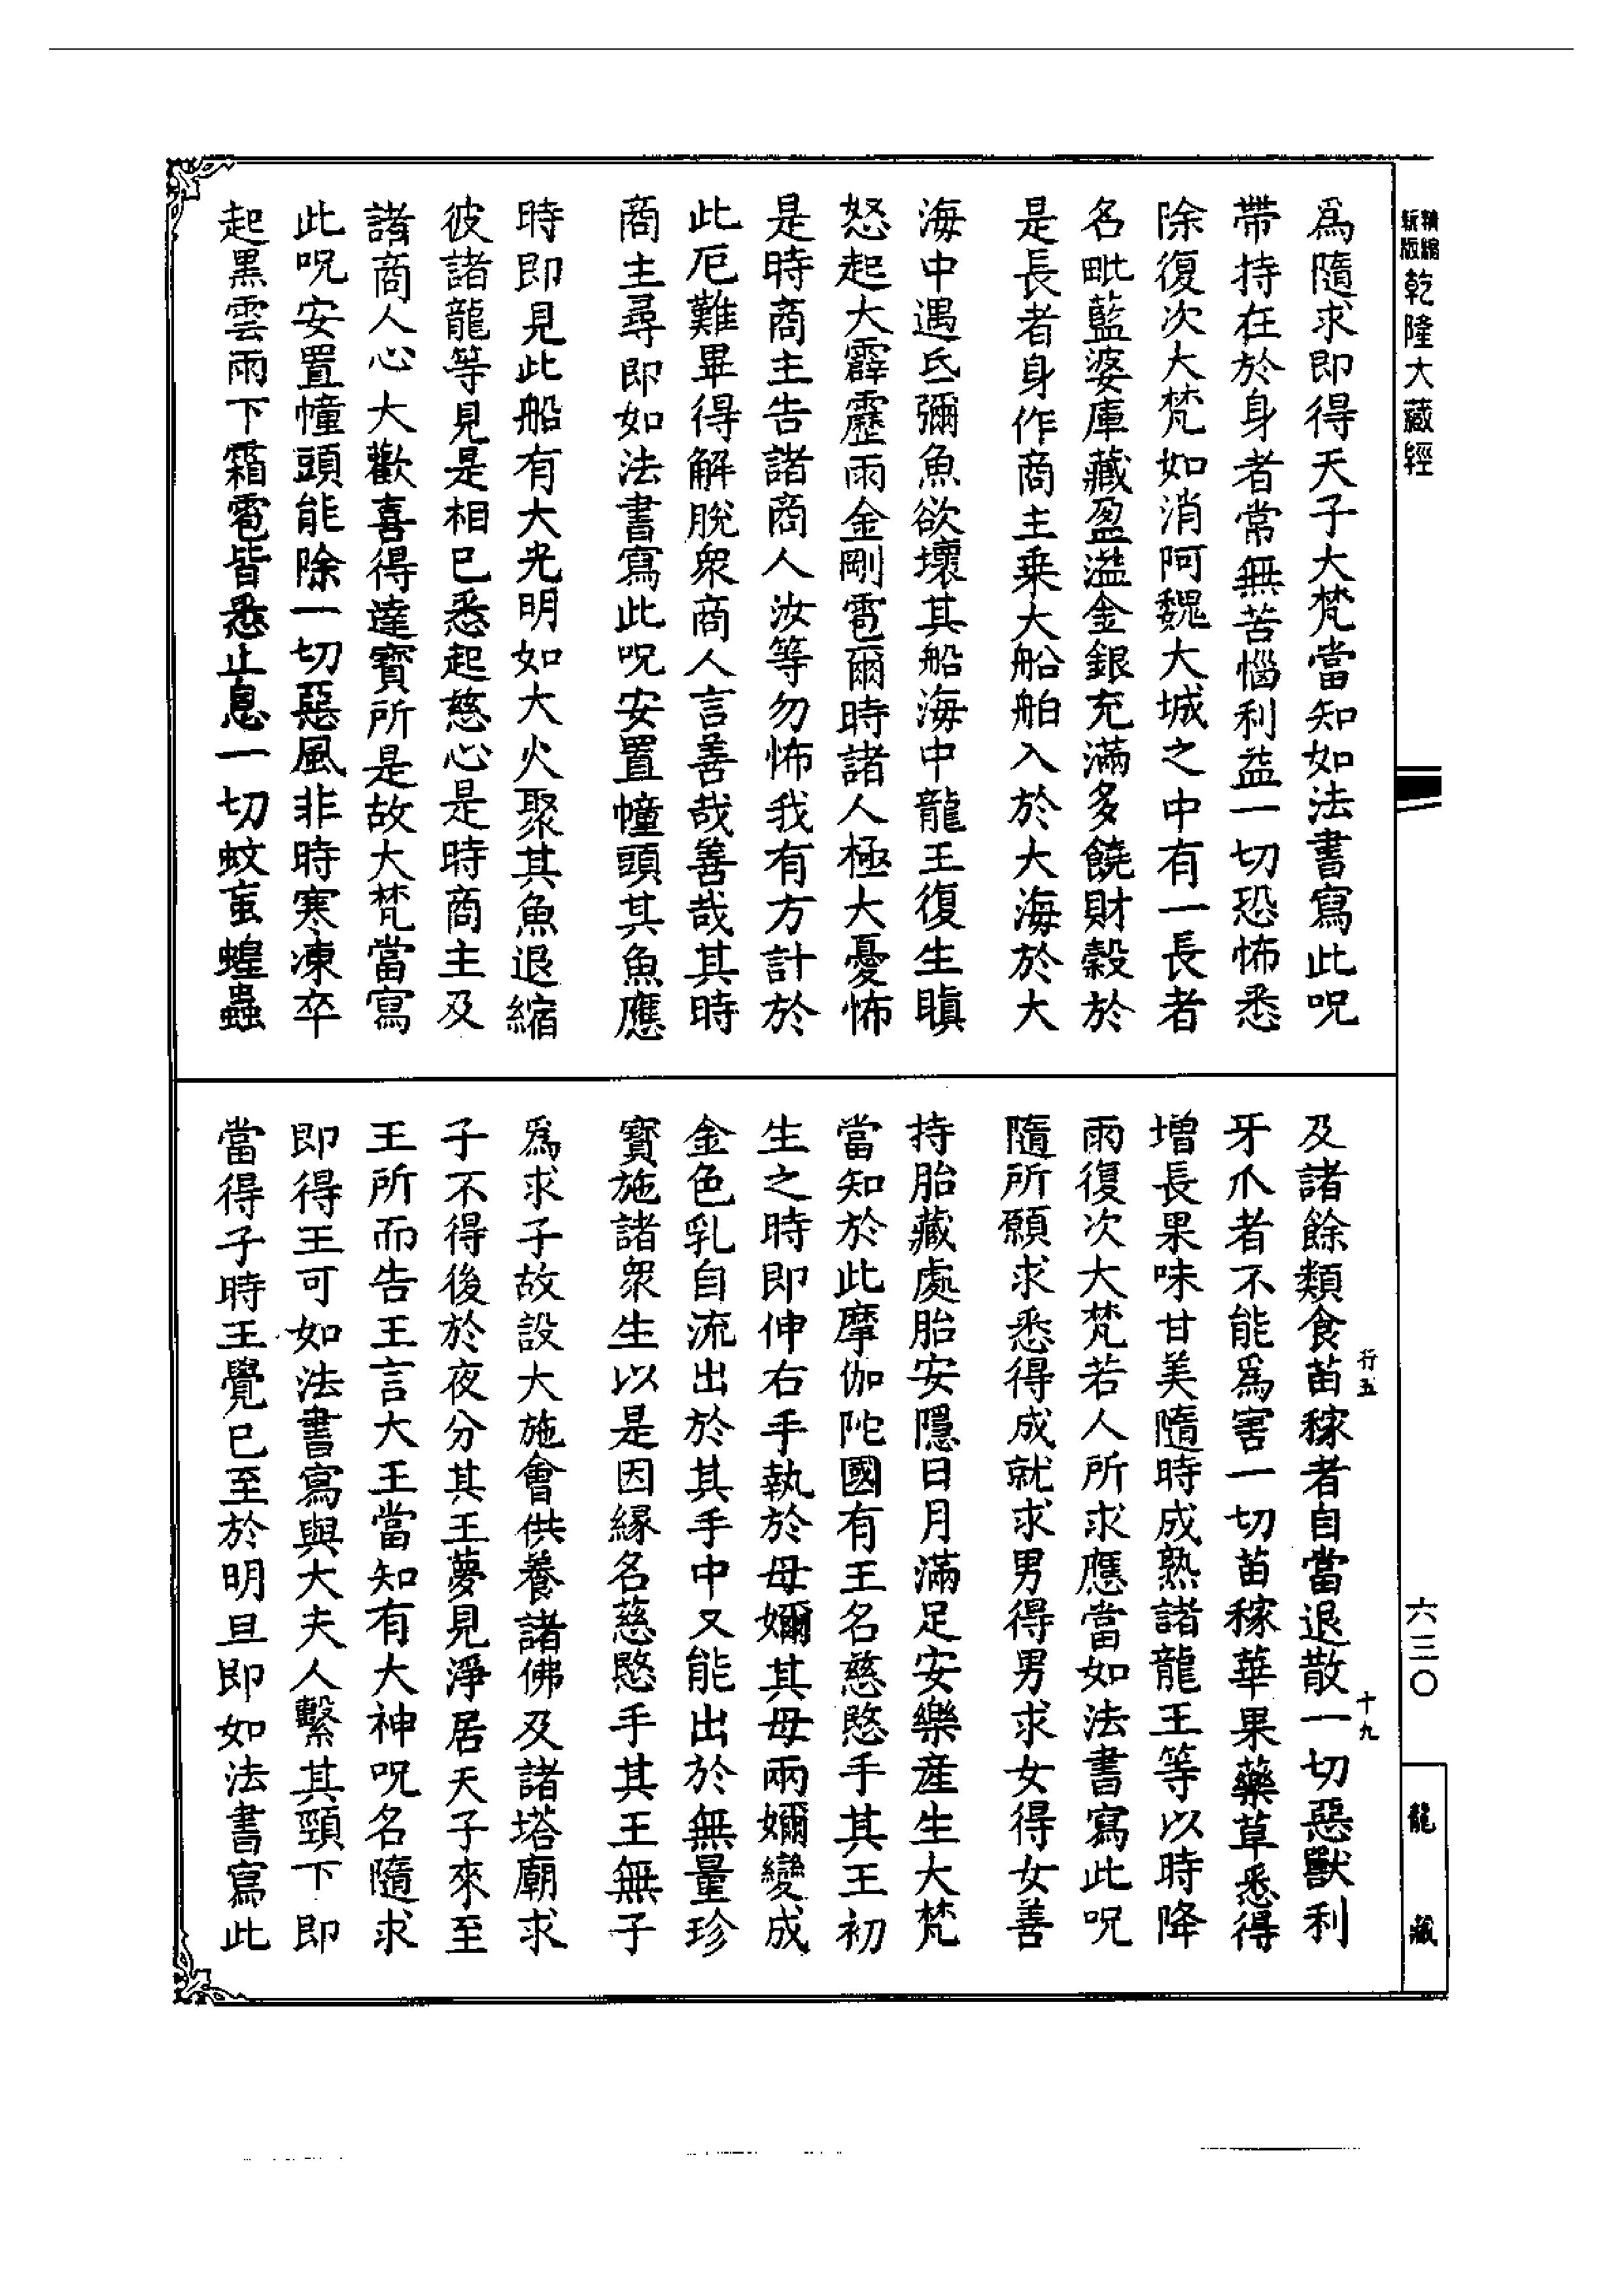 精縮
新版
乾隆大藏經
爲隨求即得天子大梵當知如法書寫此呪
帶持在於身者常無苦惱利益一切恐怖悉
除復次大梵如消阿魏大城之中有一長者
名毗藍婆庫藏盈溢金銀充滿多饒財穀於
是長者身作商主乗大船舶入於大海於大
海中遇氐彌魚欲壞其船海中龍王復生瞋
怒起大霹靂雨金剛雹爾時諸人極大憂怖
是時商主告諸商人汝等勿怖我有方計於
此厄難畢得解脫衆商人言善哉善哉其時
商主尋即如法書寫此呪安置幢頭其魚應
時即見此船有大光明如大火聚其魚退縮
彼諸龍等見是相已悉起慈心是時商主及
諸商人心大歡喜得達寶所是故大梵當寫
此呪安置幢頭能除一切惡風非時寒凍卒
起黑雲雨下霜雹皆悉止息一切蚊蝱蝗蟲
及諸餘類食苗稼者自當退散一切惡獸利
牙爪者不能爲害一切苗稼華果藥草悉得
增長果味甘美隨時成熟諸龍王等以時降
雨復次大梵若人所求應當如法書寫此呪
隨所願求悉得成就求男得男求女得女善
持胎藏處胎安隱日月滿足安樂産生大梵
當知於此摩伽陀國有王名慈愍手其王初
生之時即伸右手執於母嬭其母兩嬭變成
金色乳自流出於其手中又能出於無量珍
寶施諸衆生以是因縁名慈愍手其王無子
爲求子故設大施會供養諸佛及諸塔廟求
子不得後於夜分其王夢見淨居天子來至
王所而告王言大王當知有大神呪名隨求
即得王可如法書寫與大夫人繫其頸下即
當得子時王覺已至於明旦即如法書寫此
行五
十九
六三〇
龍藏